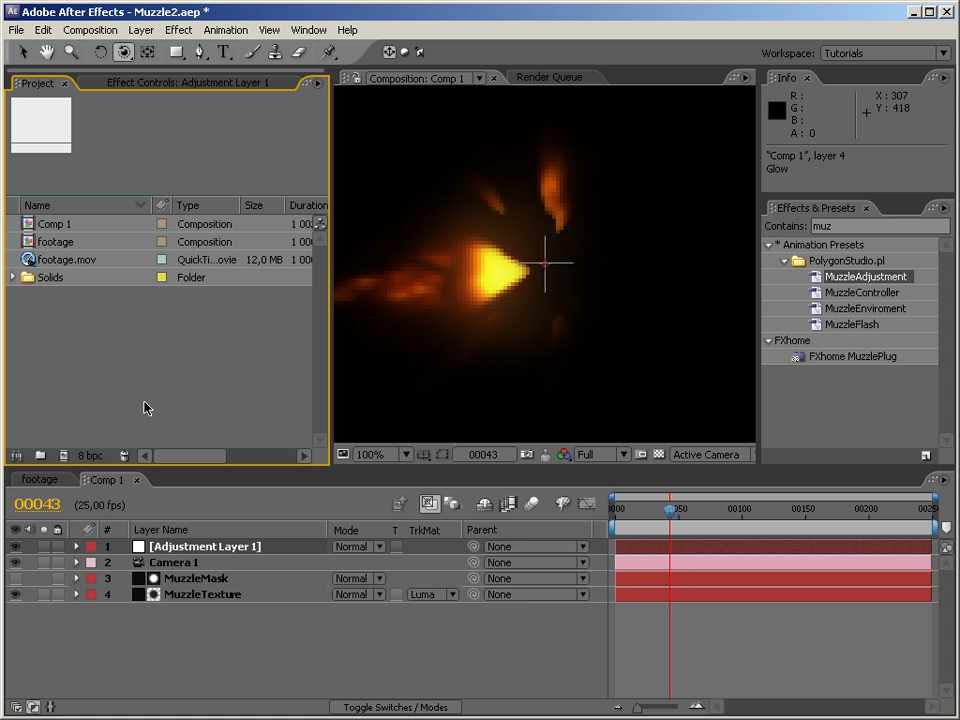 AE Adobe After Effects - Muzzle2.aep *
File Edit Composition Layer Effect Animation View Window Help
Workspace: Tutorials
Project × Effect Controls: Adjustment Layer 1
Composition: Comp 1 Render Queue
Info ×
R :
G :
B :
A : 0
X : 307
Y : 418
"Comp 1", layer 4
Glow
Name Type Size Duration
Comp 1 Composition 1 00
footage Composition 1 00
footage.mov QuickTi...ovie 12,0 MB 1 00
Solids Folder
Effects & Presets ×
Contains: muz
* Animation Presets
PolygonStudio.pl
MuzzleAdjustment
MuzzleController
MuzzleEnviroment
MuzzleFlash
FXhome
FXhome MuzzlePlug
8 bpc
100% 00043 Full Active Camera
footage Comp 1 ×
00043 (25,00 fps)
0000 050 00100 00150 00200 0025
# Layer Name Mode T TrkMat Parent
1 [Adjustment Layer 1] Normal None
2 Camera 1 None
3 MuzzleMask Normal None
4 MuzzleTexture Normal Luma None
Toggle Switches / Modes